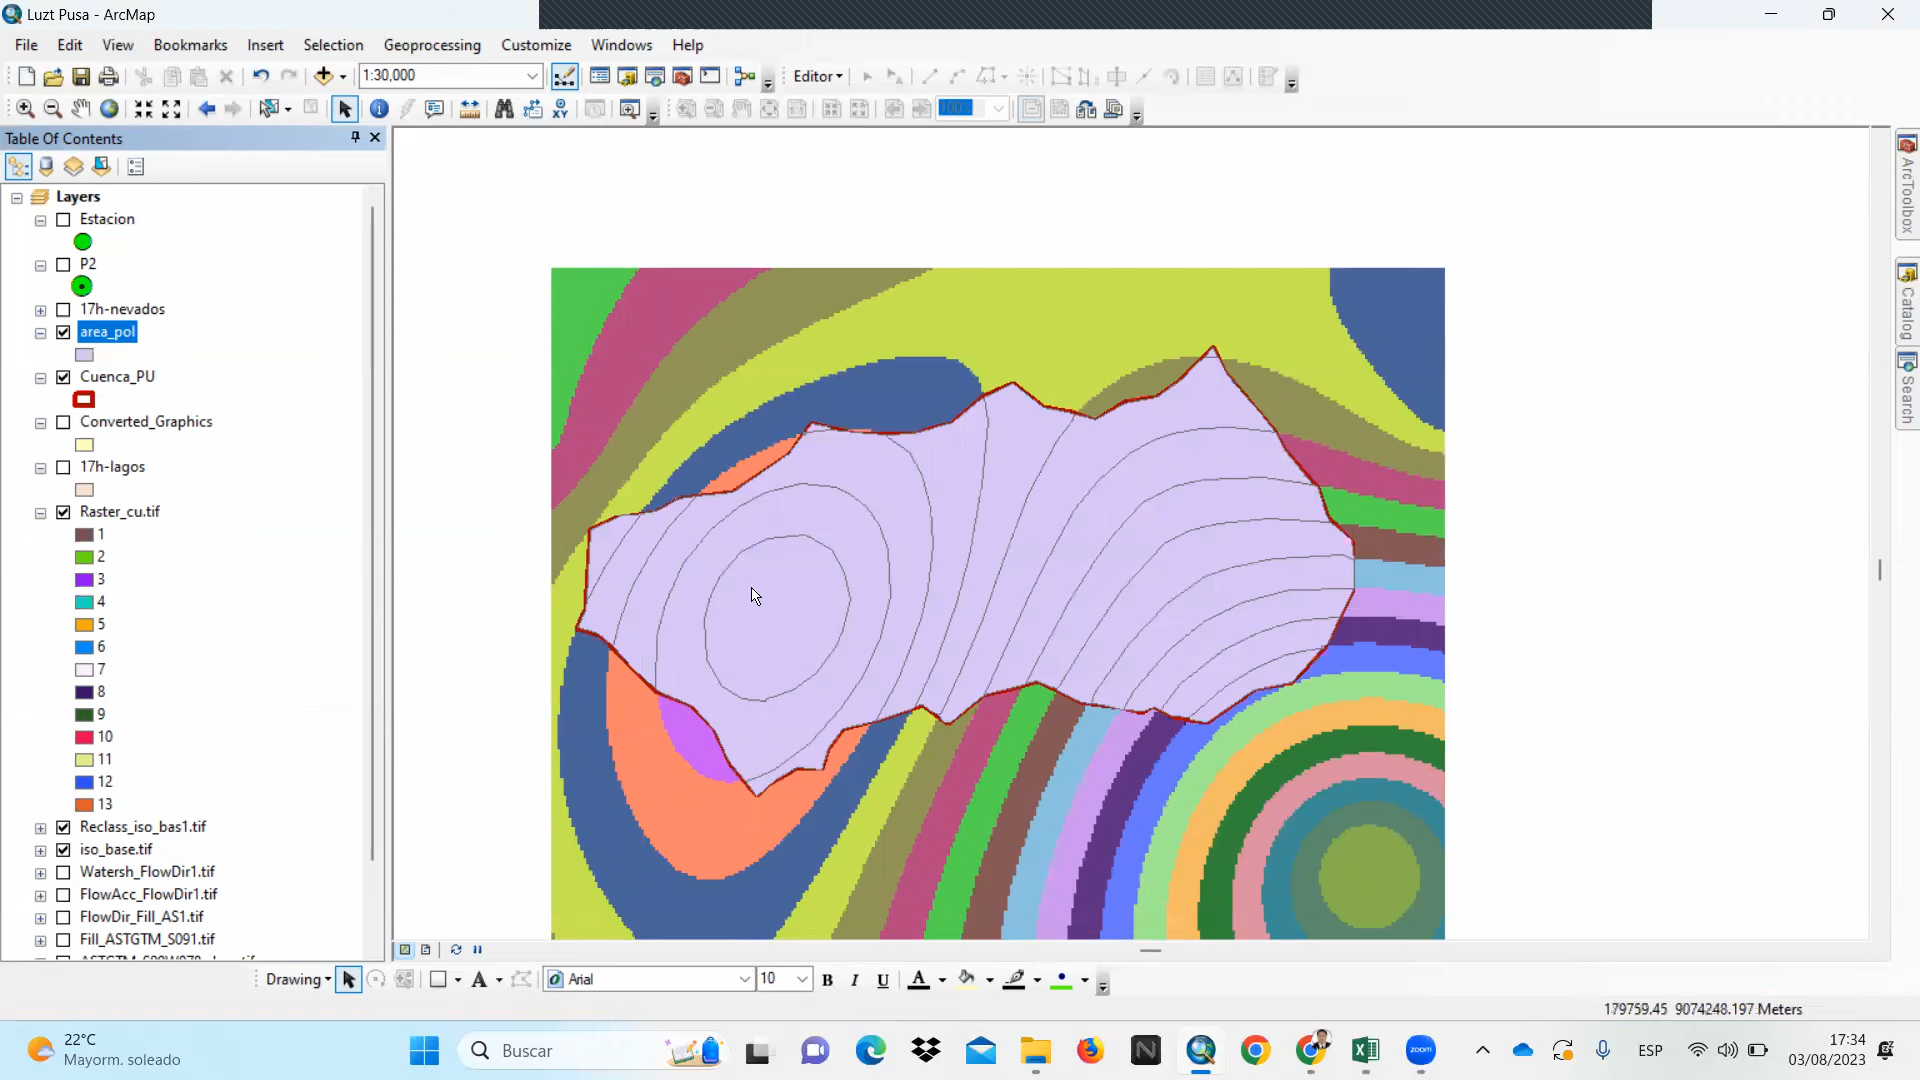 Luzt Pusa - ArcMap
File Edit View Bookmarks Insert Selection Geoprocessing Customize Windows Help
1:30,000 Editor
100%
Table Of Contents
Layers
Estacion
P2
17h-nevados
area_pol
Cuenca_PU
Converted_Graphics
17h-lagos
Raster_cu.tif
1
2
3
4
5
6
7
8
9
10
11
12
13
Reclass_iso_bas1.tif
iso_base.tif
Watersh_FlowDir1.tif
FlowAcc_FlowDir1.tif
FlowDir_Fill_AS1.tif
Fill_ASTGTM_S091.tif
ArcToolbox
Catalog
Search
Drawing Arial 10 B I U A
179759.45 9074248.197 Meters
22°C
Mayorm. soleado
Buscar
zoom
ESP
17:34
03/08/2023